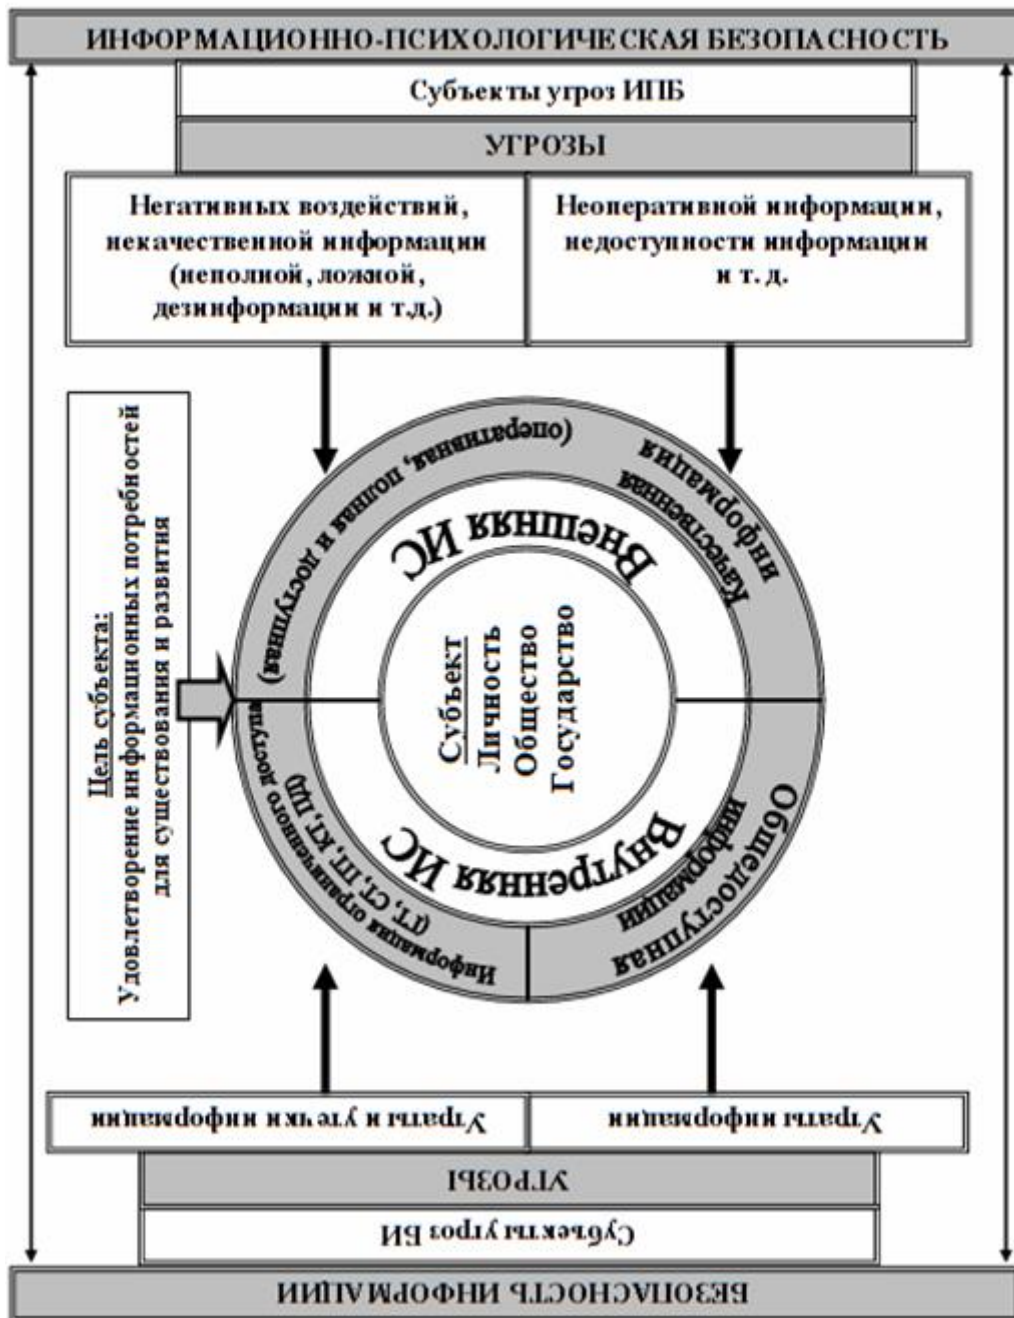 ИНФОРМАЦИОННО-ПСИХОЛОГИЧЕСКАЯ БЕЗОПАСНОСТЬ
Субъекты угроз ИПБ
УГРОЗЫ
Негативных воздействий,
некачественной информации
(неполной, ложной,
дезинформации и т.д.)
Неоперативной информации,
недоступности информации
и т. д.
Цель субъекта:
Удовлетворение информационных потребностей
для существования и развития
(оперативная, полная и доступная)
Качественная
информация
Внешняя ИС
Субъект
Личность
Общество
Государство
Внутренняя ИС
Информация ограниченного доступа
(ГТ, СТ, ПТ, КТ, ПД)
Общедоступная
информации
Утраты и утечки информации
Утраты информации
УГРОЗЫ
Субъекты угроз БИ
БЕЗОПАСНОСТЬ ИНФОРМАЦИИ